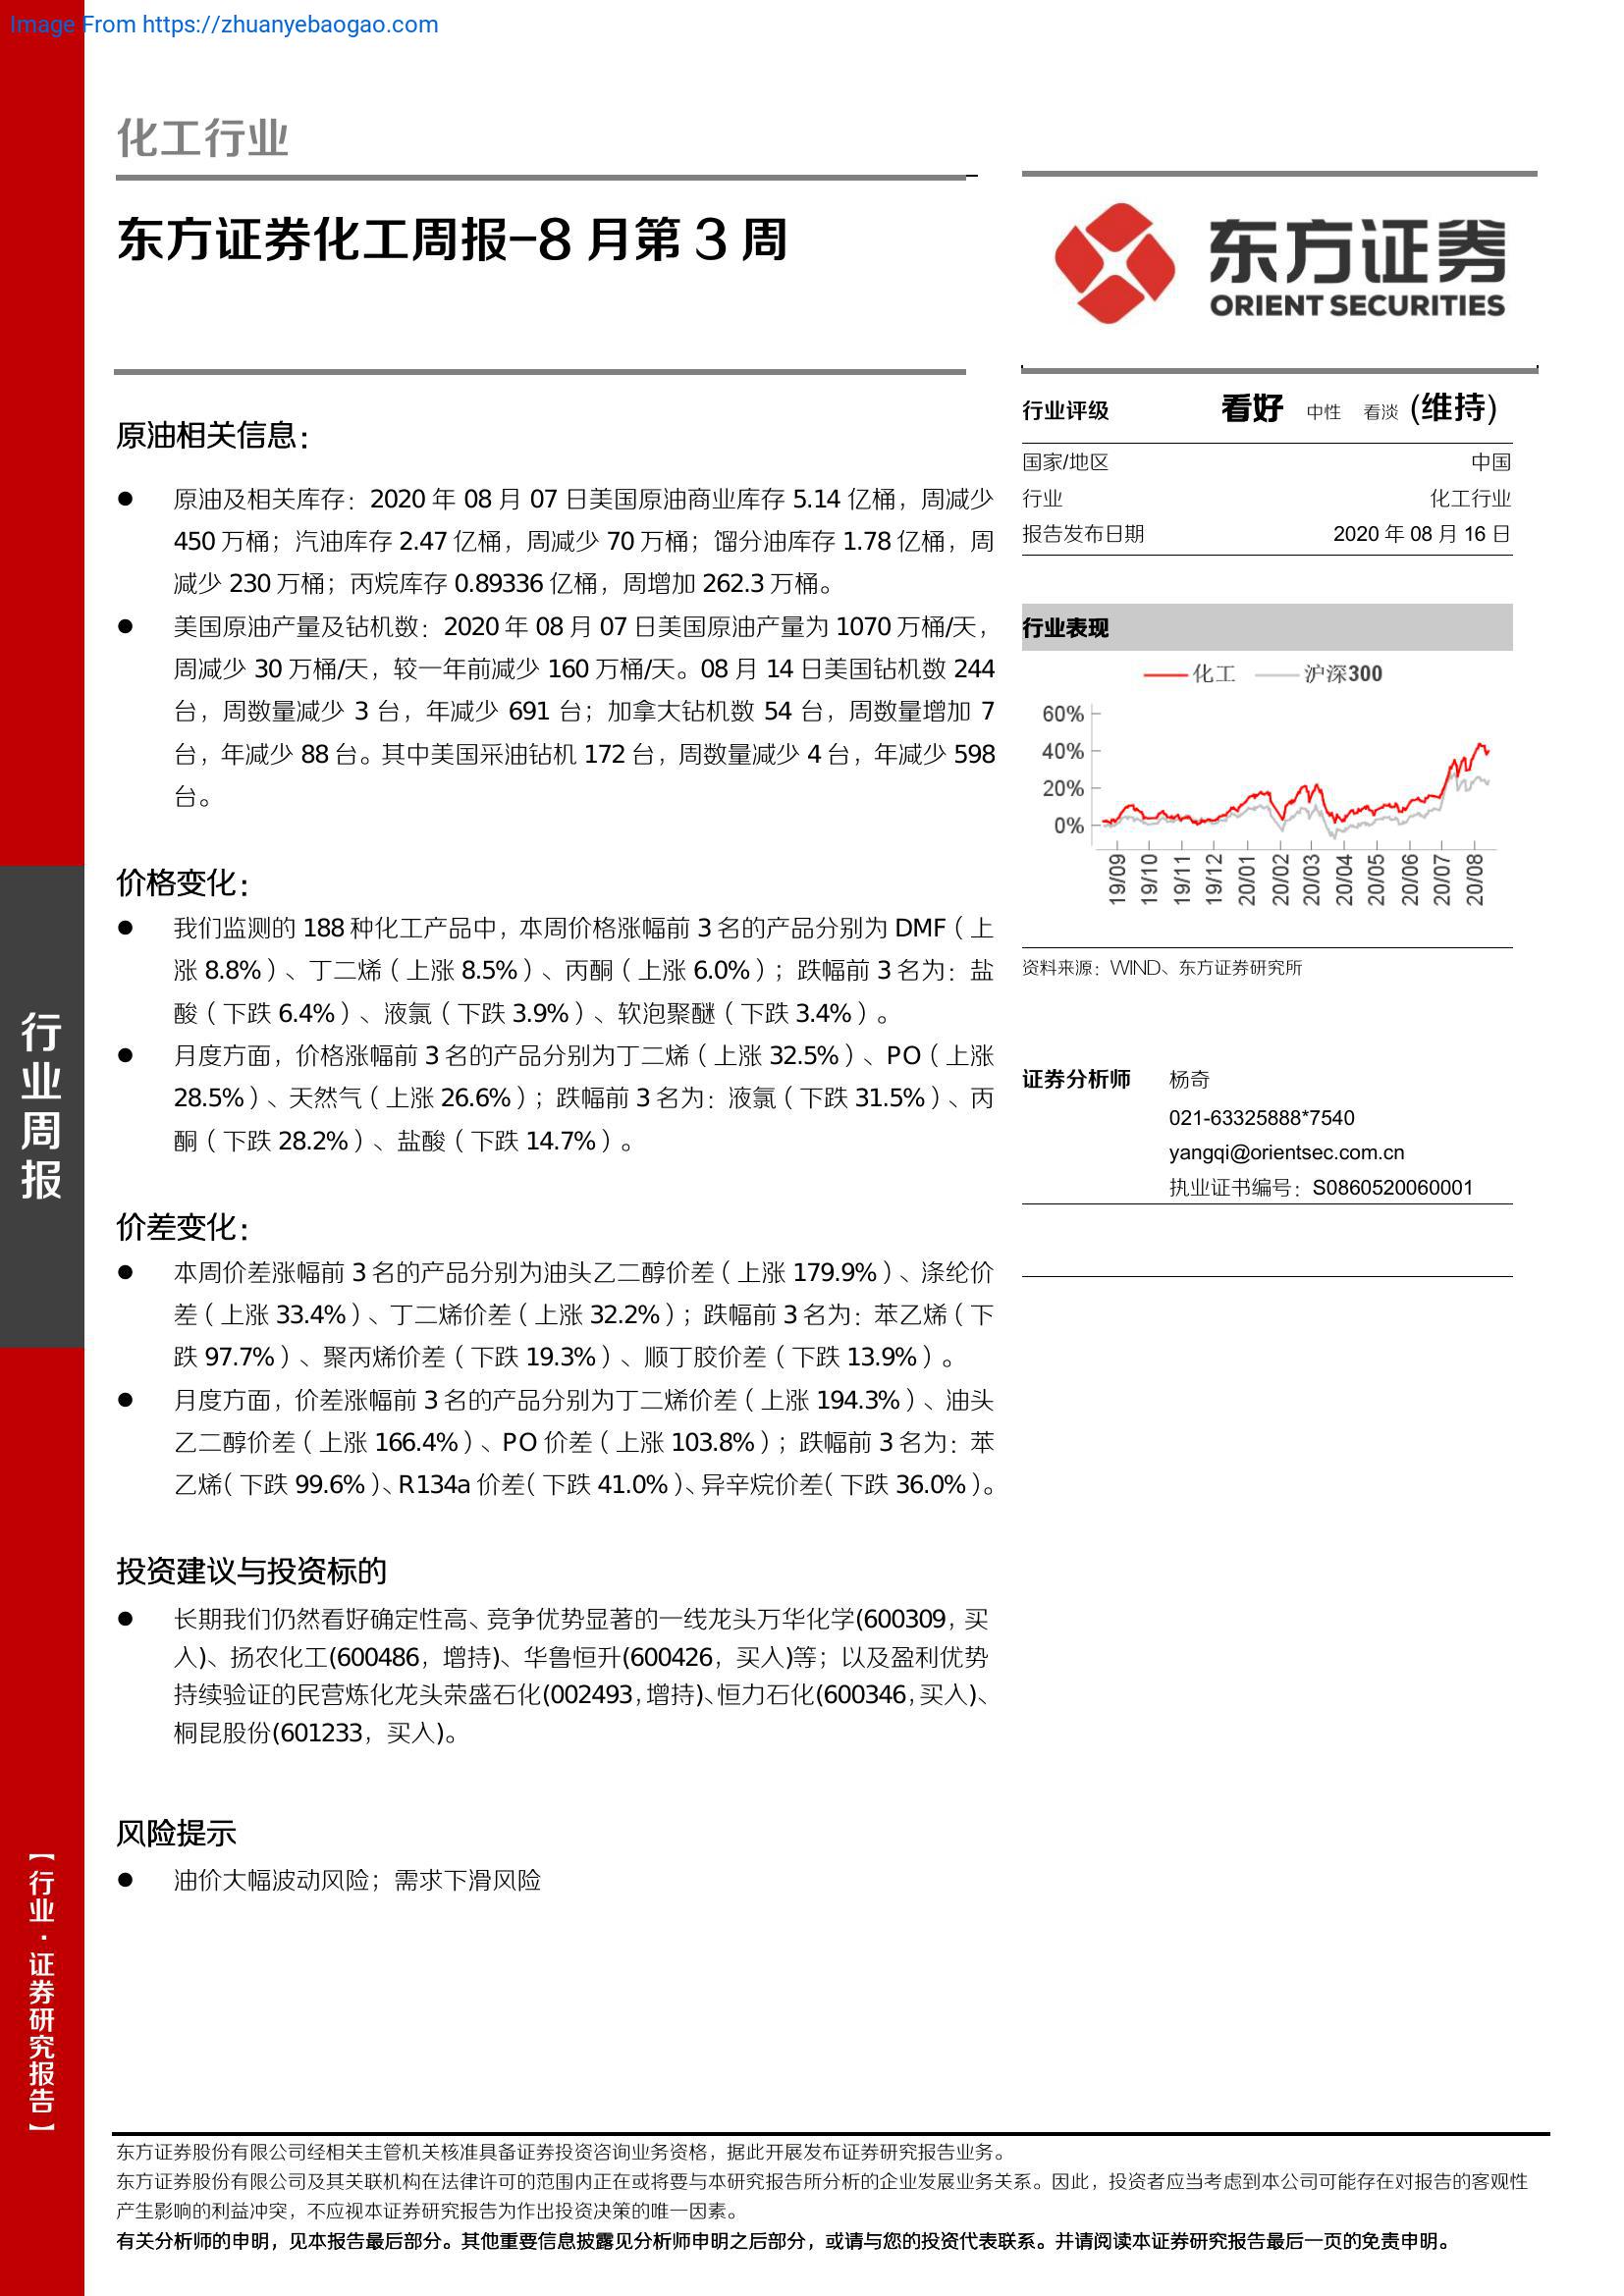 Image From https://zhuanyebaogao.com
化工行业
东方证券化工周报-8 月第 3 周
东方证券
ORIENT SECURITIES
行业评级 看好 中性 看淡 (维持)
国家/地区 中国
行业 化工行业
报告发布日期 2020 年 08 月 16 日
行业表现
化工 沪深300
60%
40%
20%
0%
19/09 19/10 19/11 19/12 20/01 20/02 20/03 20/04 20/05 20/06 20/07 20/08
资料来源：WIND、东方证券研究所
证券分析师 杨奇
021-63325888*7540
yangqi@orientsec.com.cn
执业证书编号：S0860520060001
原油相关信息：
● 原油及相关库存：2020 年 08 月 07 日美国原油商业库存 5.14 亿桶，周减少
450 万桶；汽油库存 2.47 亿桶，周减少 70 万桶；馏分油库存 1.78 亿桶，周
减少 230 万桶；丙烷库存 0.89336 亿桶，周增加 262.3 万桶。
● 美国原油产量及钻机数：2020 年 08 月 07 日美国原油产量为 1070 万桶/天，
周减少 30 万桶/天，较一年前减少 160 万桶/天。08 月 14 日美国钻机数 244
台，周数量减少 3 台，年减少 691 台；加拿大钻机数 54 台，周数量增加 7
台，年减少 88 台。其中美国采油钻机 172 台，周数量减少 4 台，年减少 598
台。
价格变化：
● 我们监测的 188 种化工产品中，本周价格涨幅前 3 名的产品分别为 DMF（上
涨 8.8%）、丁二烯（上涨 8.5%）、丙酮（上涨 6.0%）；跌幅前 3 名为：盐
酸（下跌 6.4%）、液氯（下跌 3.9%）、软泡聚醚（下跌 3.4%）。
● 月度方面，价格涨幅前 3 名的产品分别为丁二烯（上涨 32.5%）、PO（上涨
28.5%）、天然气（上涨 26.6%）；跌幅前 3 名为：液氯（下跌 31.5%）、丙
酮（下跌 28.2%）、盐酸（下跌 14.7%）。
价差变化：
● 本周价差涨幅前 3 名的产品分别为油头乙二醇价差（上涨 179.9%）、涤纶价
差（上涨 33.4%）、丁二烯价差（上涨 32.2%）；跌幅前 3 名为：苯乙烯（下
跌 97.7%）、聚丙烯价差（下跌 19.3%）、顺丁胶价差（下跌 13.9%）。
● 月度方面，价差涨幅前 3 名的产品分别为丁二烯价差（上涨 194.3%）、油头
乙二醇价差（上涨 166.4%）、PO 价差（上涨 103.8%）；跌幅前 3 名为：苯
乙烯（下跌 99.6%）、R134a 价差（下跌 41.0%）、异辛烷价差（下跌 36.0%）。
投资建议与投资标的
● 长期我们仍然看好确定性高、竞争优势显著的一线龙头万华化学(600309，买
入)、扬农化工(600486，增持)、华鲁恒升(600426，买入)等；以及盈利优势
持续验证的民营炼化龙头荣盛石化(002493，增持)、恒力石化(600346，买入)、
桐昆股份(601233，买入)。
风险提示
● 油价大幅波动风险；需求下滑风险
行业周报
【行业·证券研究报告】
东方证券股份有限公司经相关主管机关核准具备证券投资咨询业务资格，据此开展发布证券研究报告业务。
东方证券股份有限公司及其关联机构在法律许可的范围内正在或将要与本研究报告所分析的企业发展业务关系。因此，投资者应当考虑到本公司可能存在对报告的客观性
产生影响的利益冲突，不应视本证券研究报告为作出投资决策的唯一因素。
有关分析师的申明，见本报告最后部分。其他重要信息披露见分析师申明之后部分，或请与您的投资代表联系。并请阅读本证券研究报告最后一页的免责申明。